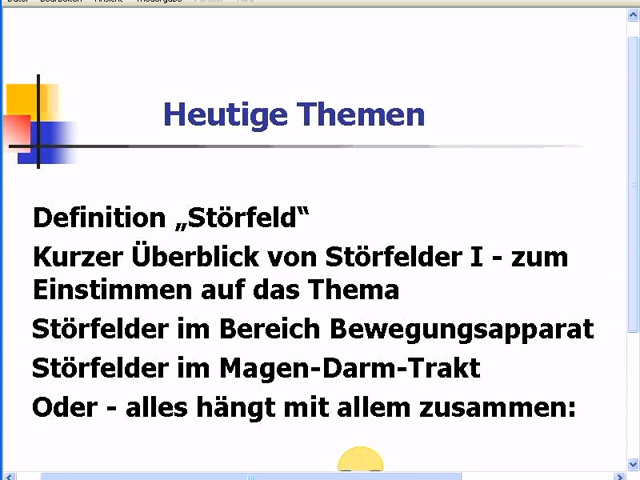 Heutige Themen
Definition „Störfeld“
Kurzer Überblick von Störfelder I - zum
Einstimmen auf das Thema
Störfelder im Bereich Bewegungsapparat
Störfelder im Magen-Darm-Trakt
Oder - alles hängt mit allem zusammen: